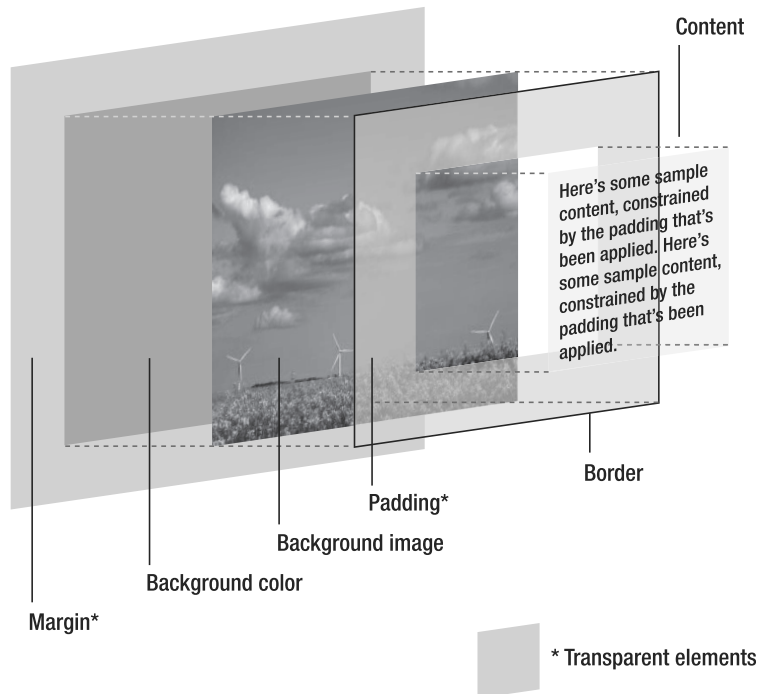 Content
Here's some sample
content, constrained
by the padding that's
been applied. Here's
some sample content,
constrained by the
padding that's been
applied.
Border
Padding*
Background image
Background color
Margin*
* Transparent elements